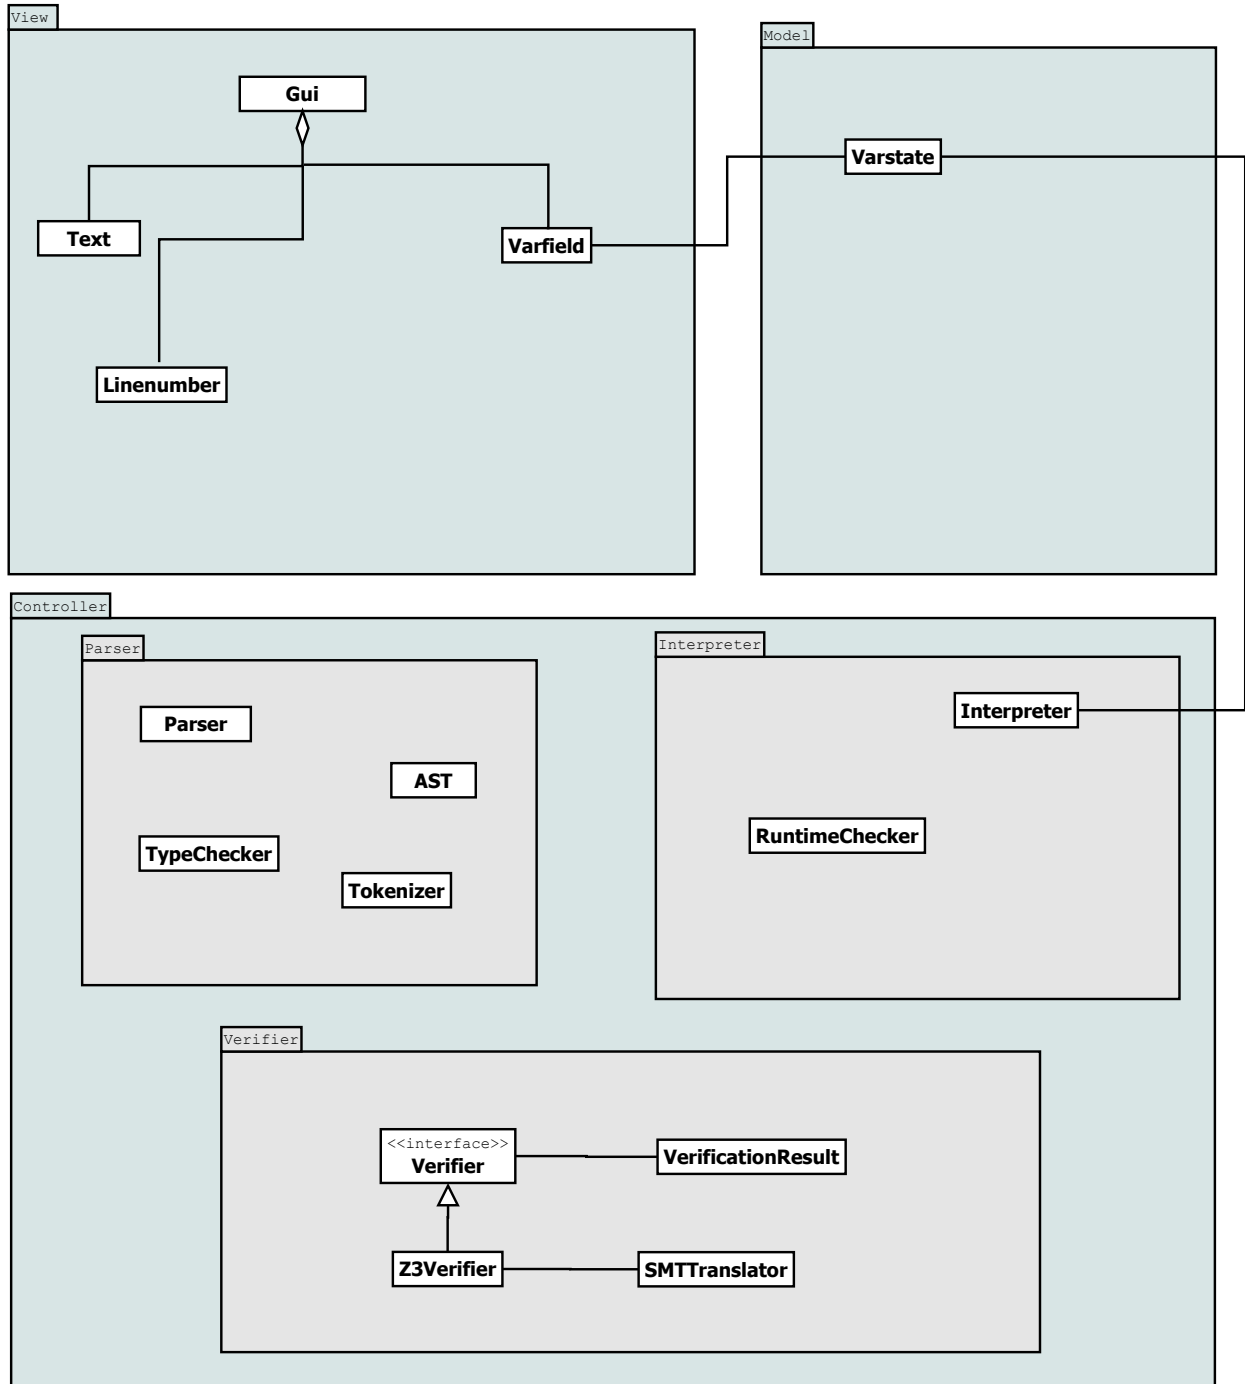 View
Model
Gui
Varstate
Text
Varfield
Linenumber
Controller
Parser
Interpreter
Parser
Interpreter
AST
RuntimeChecker
TypeChecker
Tokenizer
Verifier
<<interface>>
Verifier
VerificationResult
Z3Verifier
SMTTranslator